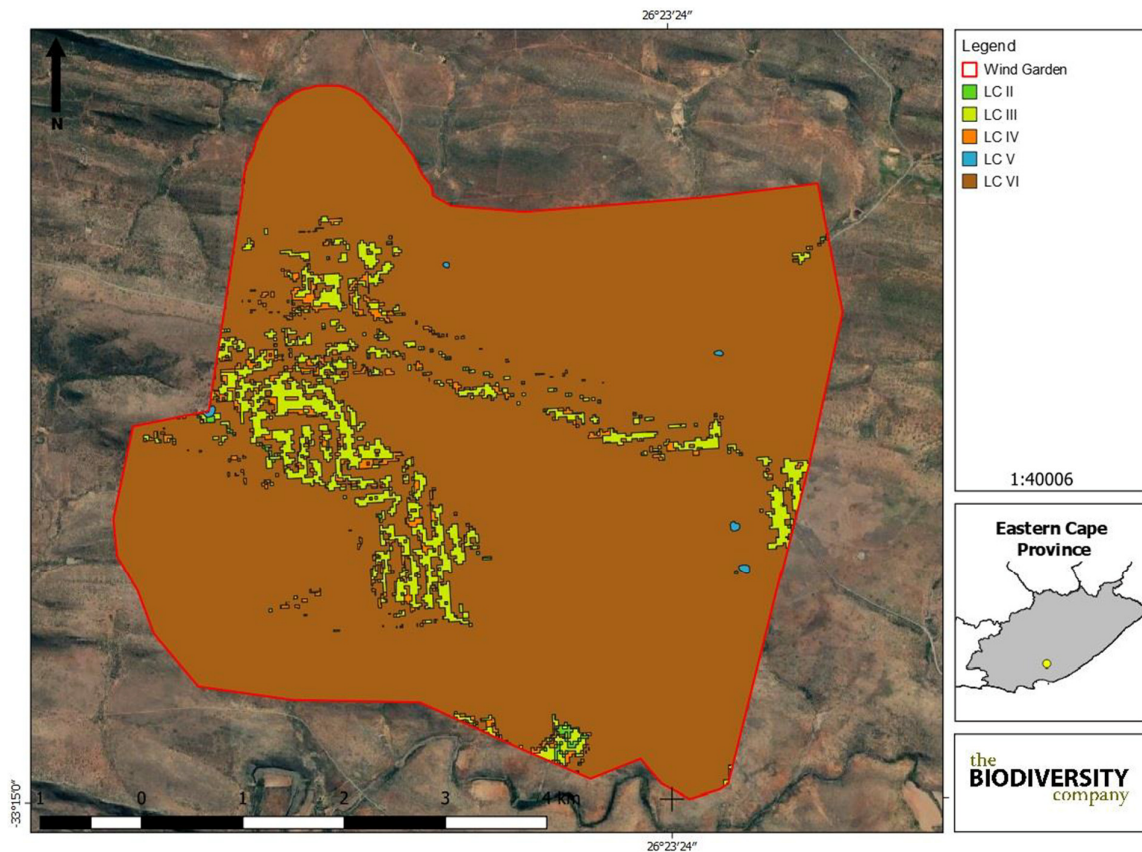 26°23'24''
N
Legend
Wind Garden
LC II
LC III
LC IV
LC V
LC VI
1:40006
Eastern Cape
Province
the
BIODIVERSITY
company
-33°15'0''
1 0 1 2 3 4 km
26°23'24''